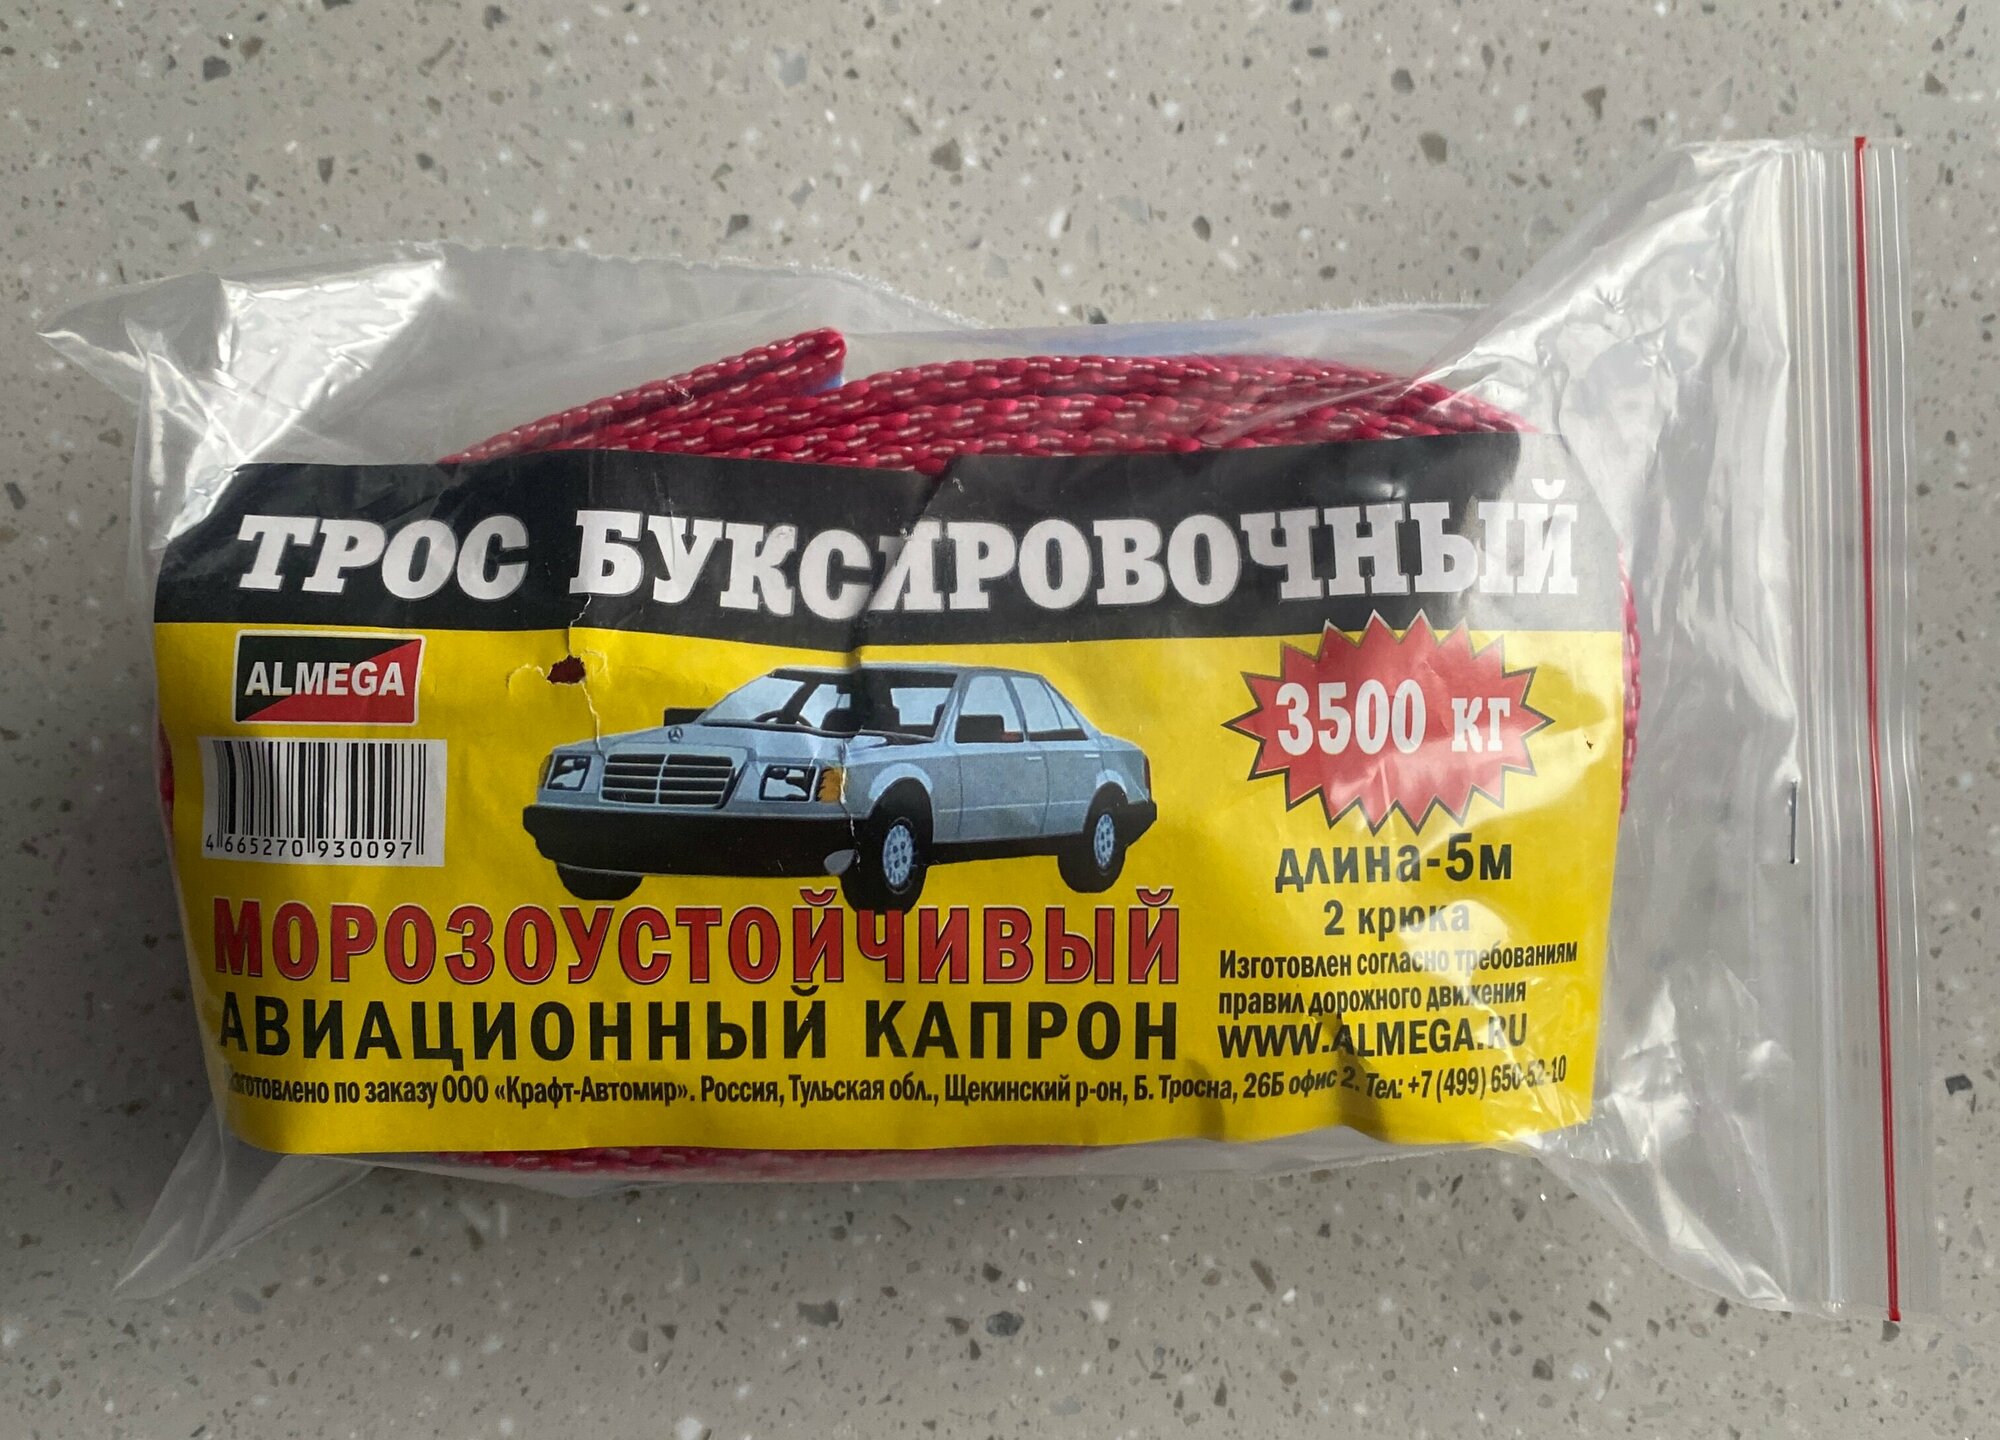 ТРОС БУКСИРОВОЧНЫЙ
ALMEGA
3500 кг
4 665270 930097
ДЛИНА-5м
2 крюка
МОРОЗОУСТОЙЧИВЫЙ
АВИАЦИОННЫЙ КАПРОН
Изготовлен согласно требованиям
правил дорожного движения
WWW.ALMEGA.RU
Изготовлено по заказу ООО «Крафт-Автомир». Россия, Тульская обл., Щекинский р-он, Б. Тросна, 26Б офис 2. Тел: +7 (499) 650-52-10